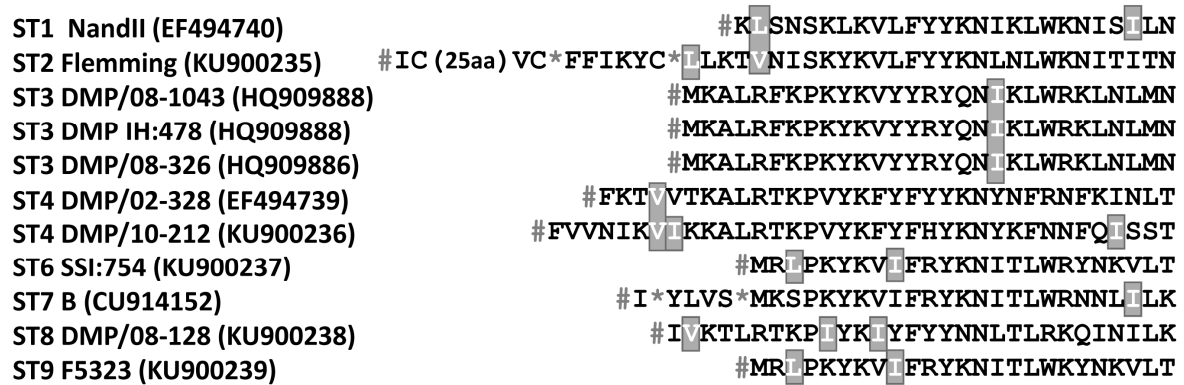 ST1 NandII (EF494740) #KLSNSKLKVLFYYKNIKLWKNISILN
ST2 Flemming (KU900235) #IC(25aa)VC*FFIKYC*LLKTVNISKYKVLFYYKNLNLWKNITITN
ST3 DMP/08-1043 (HQ909888) #MKALRFKPKYKVYYRYQNIKLWRKLNLMN
ST3 DMP IH:478 (HQ909888) #MKALRFKPKYKVYYRYQNIKLWRKLNLMN
ST3 DMP/08-326 (HQ909886) #MKALRFKPKYKVYYRYQNIKLWRKLNLMN
ST4 DMP/02-328 (EF494739) #FKTVVTKALRTKPVYKFYFYYKNYNFRNFKINLT
ST4 DMP/10-212 (KU900236) #FVVNIKVIKKALRTKPVYKFYFHYKNYKFNNFQISST
ST6 SSI:754 (KU900237) #MRLPKYKVIFRYKNITLWRYNKVLT
ST7 B (CU914152) #I*YLVS*MKSPKYKVIFRYKNITLWRNNLILK
ST8 DMP/08-128 (KU900238) #IVKTLRTKPIYKIYFYYNNLTLRKQINILK
ST9 F5323 (KU900239) #MRLPKYKVIFRYKNITLWKYNKVLT